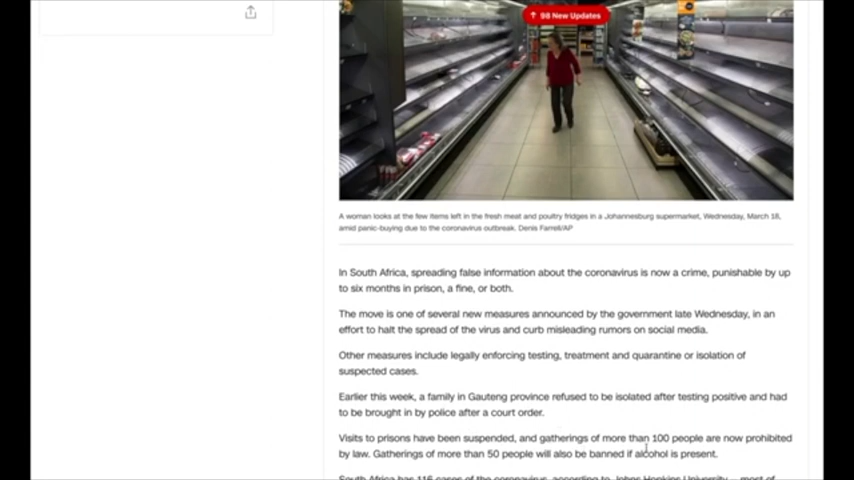 ↑ 98 New Updates
A woman looks at the few items left in the fresh meat and poultry fridges in a Johannesburg supermarket, Wednesday, March 18,
amid panic-buying due to the coronavirus outbreak. Denis Farrell/AP
In South Africa, spreading false information about the coronavirus is now a crime, punishable by up
to six months in prison, a fine, or both.
The move is one of several new measures announced by the government late Wednesday, in an
effort to halt the spread of the virus and curb misleading rumors on social media.
Other measures include legally enforcing testing, treatment and quarantine or isolation of
suspected cases.
Earlier this week, a family in Gauteng province refused to be isolated after testing positive and had
to be brought in by police after a court order.
Visits to prisons have been suspended, and gatherings of more than 100 people are now prohibited
by law. Gatherings of more than 50 people will also be banned if alcohol is present.
South Africa has 116 cases of the coronavirus, according to Johns Hopkins University — most of